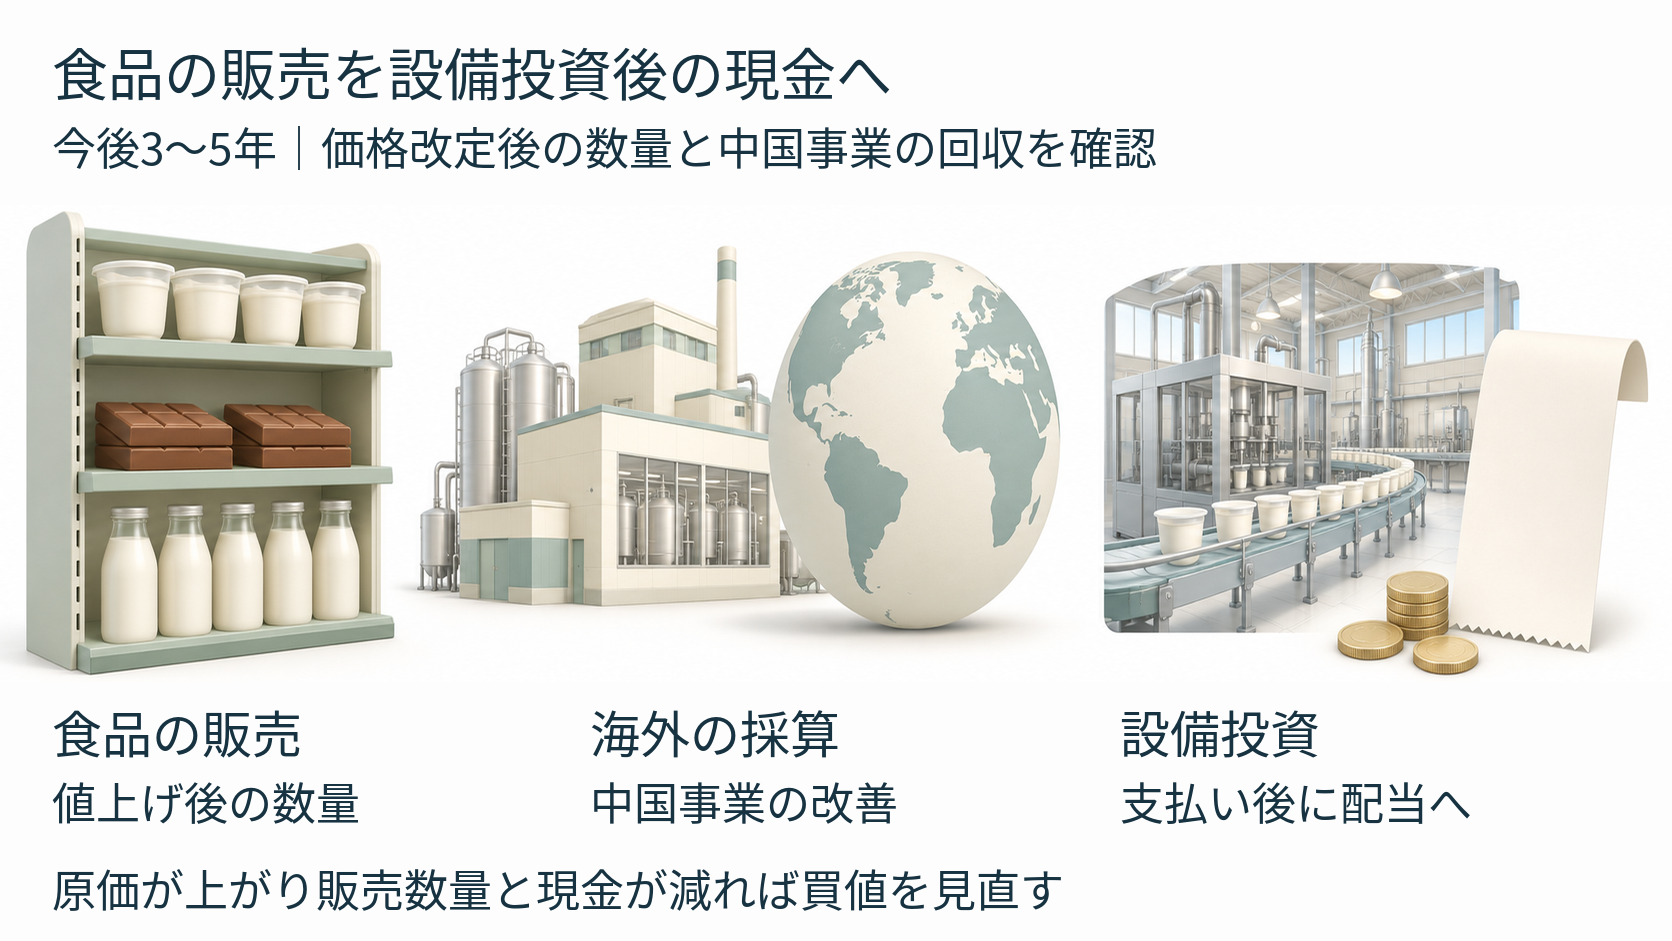 食品の販売を設備投資後の現金へ
今後3〜5年｜価格改定後の数量と中国事業の回収を確認
食品の販売
値上げ後の数量
海外の採算
中国事業の改善
設備投資
支払い後に配当へ
原価が上がり販売数量と現金が減れば買値を見直す